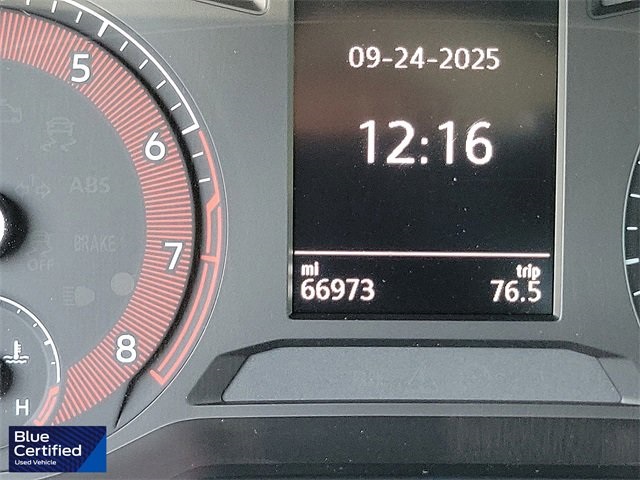 5
6
7
8
ABS
BRAKE
OFF
H
09-24-2025
12:16
mi trip
66973 76.5
Blue
Certified
Used Vehicle